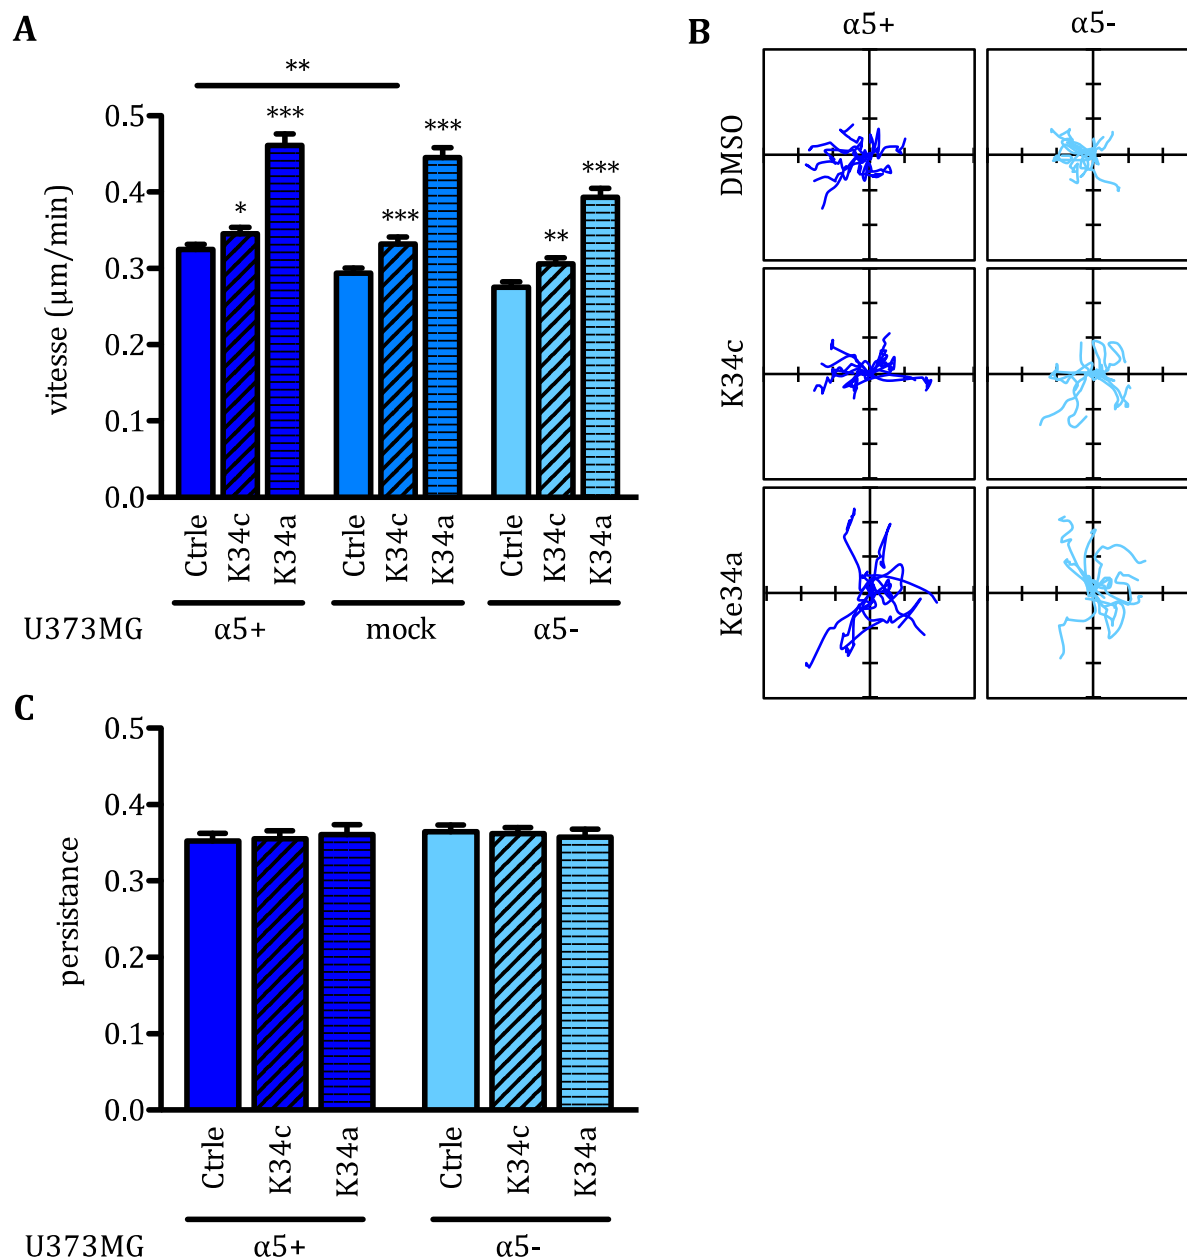 A
**
***
***
***
*
***
**
0.5
0.4
0.3
0.2
0.1
0.0
vitesse (µm/min)
Ctrle K34c K34a Ctrle K34c K34a Ctrle K34c K34a
U373MG α5+ mock α5-
B
α5+ α5-
DMSO
K34c
Ke34a
C
0.5
0.4
0.3
0.2
0.1
0.0
persistance
Ctrle K34c K34a Ctrle K34c K34a
U373MG α5+ α5-